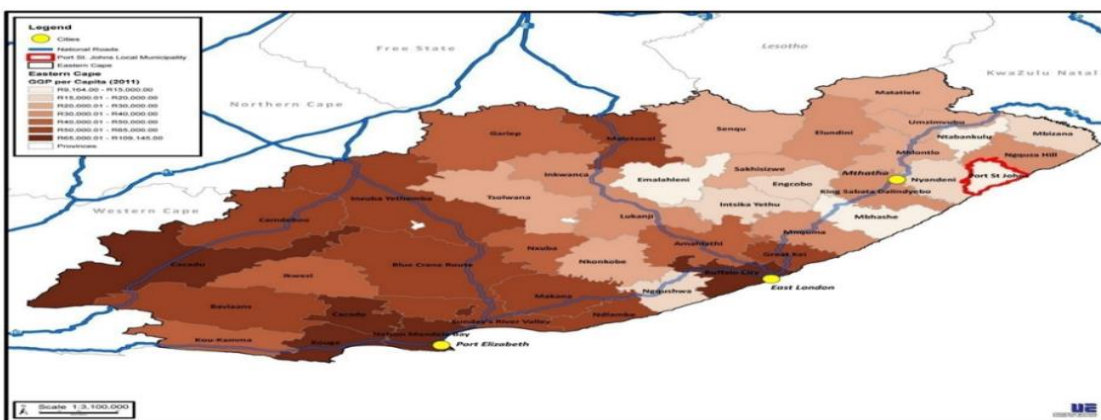 Legend
Cities
National Roads
Port St. Johns Local Municipality
Eastern Cape
Eastern Cape
GGP per Capita (2011)
R9,164.00 - R15,000.00
R15,000.01 - R20,000.00
R20,000.01 - R30,000.00
R30,000.01 - R40,000.00
R40,000.01 - R50,000.00
R50,000.01 - R65,000.00
R65,000.01 - R109,145.00
Provinces
Free State
Lesotho
KwaZulu Natal
Northern Cape
Western Cape
Matatiele
Umzimvubu
Ntabankulu
Mbizana
Gariep
Maletswai
Senqu
Elundini
Mhlontlo
Ngquza Hill
Port St John
Inkwanca
Sakhisizwe
Mthatha
Nyandeni
Emalahleni
Engcobo
King Sabata Dalindyebo
Inxuba Yethemba
Tsolwana
Intsika Yethu
Mbhashe
Camdeboo
Lukanji
Mnquma
Nxuba
Amahlathi
Great Kei
Cacadu
Blue Crane Route
Nkonkobe
Buffalo City
Ikwezi
Ngqushwa
East London
Baviaans
Makana
Cacadu
Ndlambe
Sunday's River Valley
Nelson Mandela Bay
Kou-Kamma
Kouga
Port Elizabeth
Scale 1:3,100,000